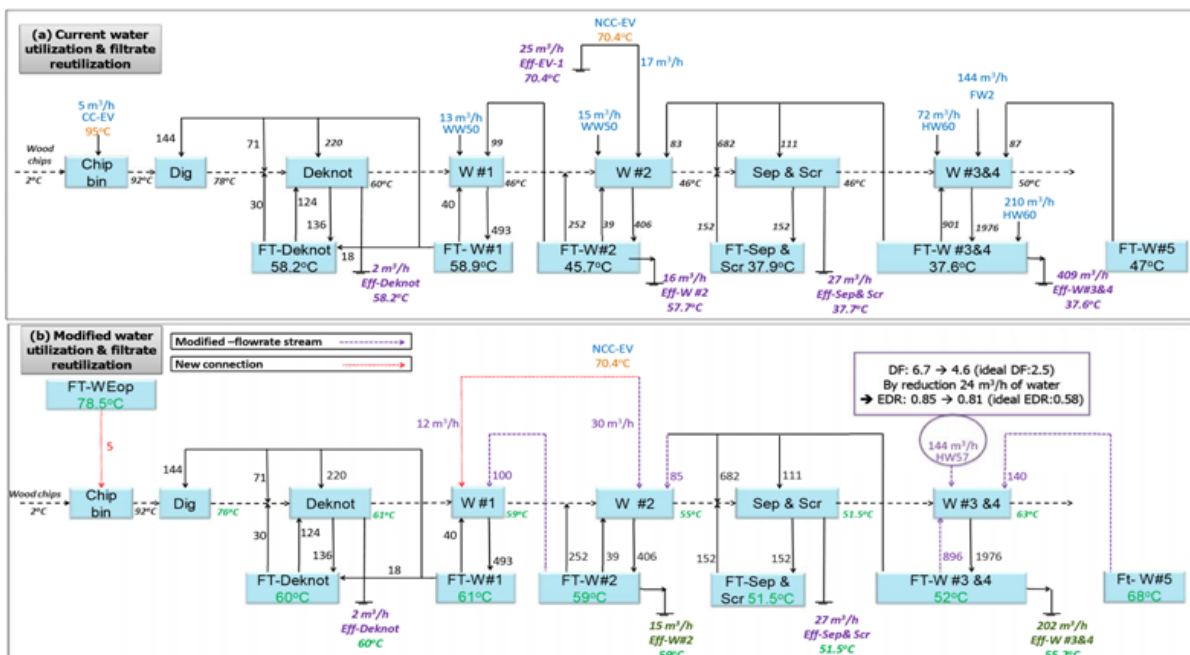 (a) Current water
utilization & filtrate
reutilization
NCC-EV
70.4°C
25 m³/h
Eff-EV-1
70.4°C
17 m³/h
5 m³/h
CC-EV
95°C
144
71
220
13 m³/h
WW50
99
15 m³/h
WW50
83
682
111
72 m³/h
HW60
144 m³/h
FW2
87
Wood
chips
2°C
Chip
bin
92°C
Dig
78°C
Deknot
60°C
W #1
46°C
W #2
46°C
Sep & Scr
46°C
W #3&4
50°C
30
124
136
18
40
493
252
39
406
152
152
901
1976
210 m³/h
HW60
FT-Deknot
58.2°C
FT- W#1
58.9°C
FT-W#2
45.7°C
FT-Sep &
Scr 37.9°C
FT-W #3&4
37.6°C
FT-W#5
47°C
2 m³/h
Eff-Deknot
58.2°C
16 m³/h
Eff-W #2
57.7°C
27 m³/h
Eff-Sep& Scr
37.7°C
409 m³/h
Eff-W#3&4
37.6°C
(b) Modified water
utilization & filtrate
reutilization
Modified –flowrate stream
New connection
NCC-EV
70.4°C
DF: 6.7 → 4.6 (ideal DF:2.5)
By reduction 24 m³/h of water
➔ EDR: 0.85 → 0.81 (ideal EDR:0.58)
FT-WEop
78.5°C
5
144
71
220
12 m³/h
100
30 m³/h
85
682
111
144 m³/h
HW57
140
Wood chips
2°C
Chip
bin
92°C
Dig
76°C
Deknot
61°C
W #1
59°C
W #2
55°C
Sep & Scr
51.5°C
W #3 &4
63°C
30
124
136
18
40
493
252
39
406
152
152
896
1976
FT-Deknot
60°C
FT-W#1
61°C
FT-W#2
59°C
FT-Sep &
Scr 51.5°C
FT-W #3 &4
52°C
Ft- W#5
68°C
2 m³/h
Eff-Deknot
60°C
15 m³/h
Eff-W#2
59°C
27 m³/h
Eff-Sep& Scr
51.5°C
202 m³/h
Eff-W #3&4